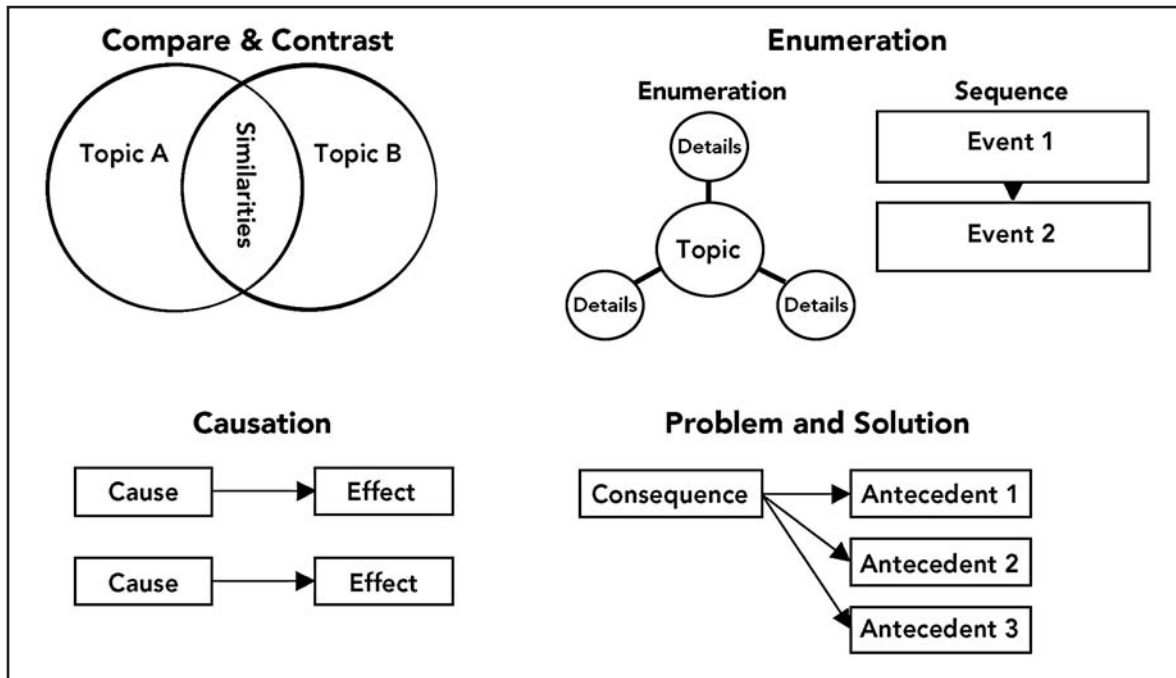 Compare & Contrast
Topic A
Similarities
Topic B
Enumeration
Enumeration
Details
Topic
Details
Details
Sequence
Event 1
Event 2
Causation
Cause
Effect
Cause
Effect
Problem and Solution
Consequence
Antecedent 1
Antecedent 2
Antecedent 3